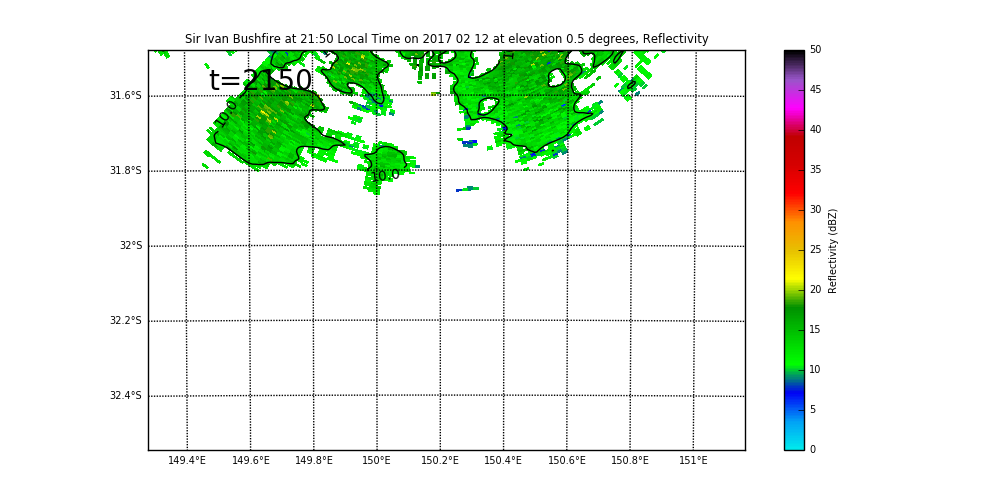 Sir Ivan Bushfire at 21:50 Local Time on 2017 02 12 at elevation 0.5 degrees, Reflectivity
t=2150
10.0
10.0
31.6°S
31.8°S
32°S
32.2°S
32.4°S
149.4°E 149.6°E 149.8°E 150°E 150.2°E 150.4°E 150.6°E 150.8°E 151°E
50
45
40
35
30
25
20
15
10
5
0
Reflectivity (dBZ)